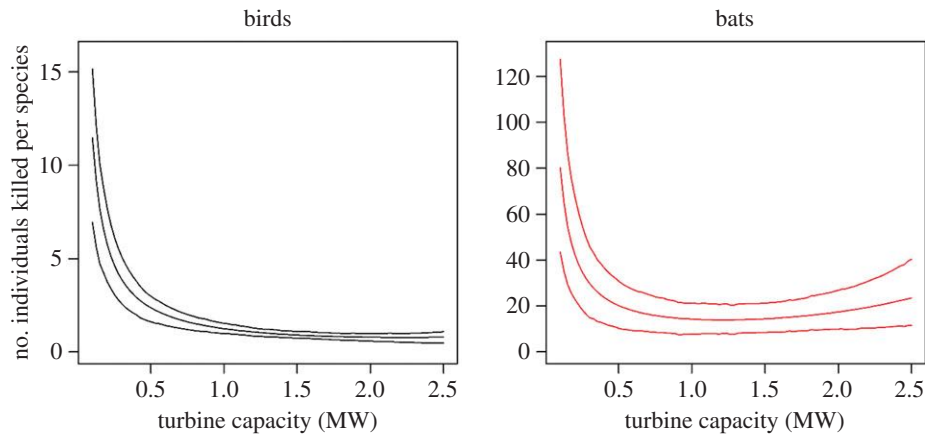 birds
bats
no. individuals killed per species
15
10
5
0
0.5 1.0 1.5 2.0 2.5
turbine capacity (MW)
120
100
80
60
40
20
0
0.5 1.0 1.5 2.0 2.5
turbine capacity (MW)